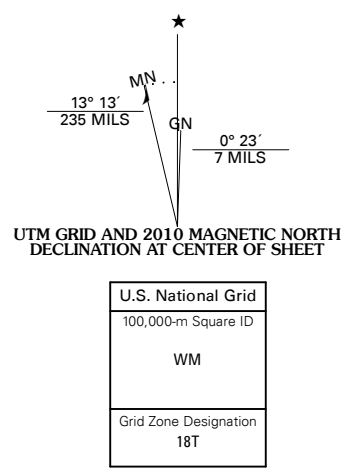 ★
MN
13° 13´
235 MILS
GN
0° 23´
7 MILS
UTM GRID AND 2010 MAGNETIC NORTH
DECLINATION AT CENTER OF SHEET
U.S. National Grid
100,000-m Square ID
WM
Grid Zone Designation
18T